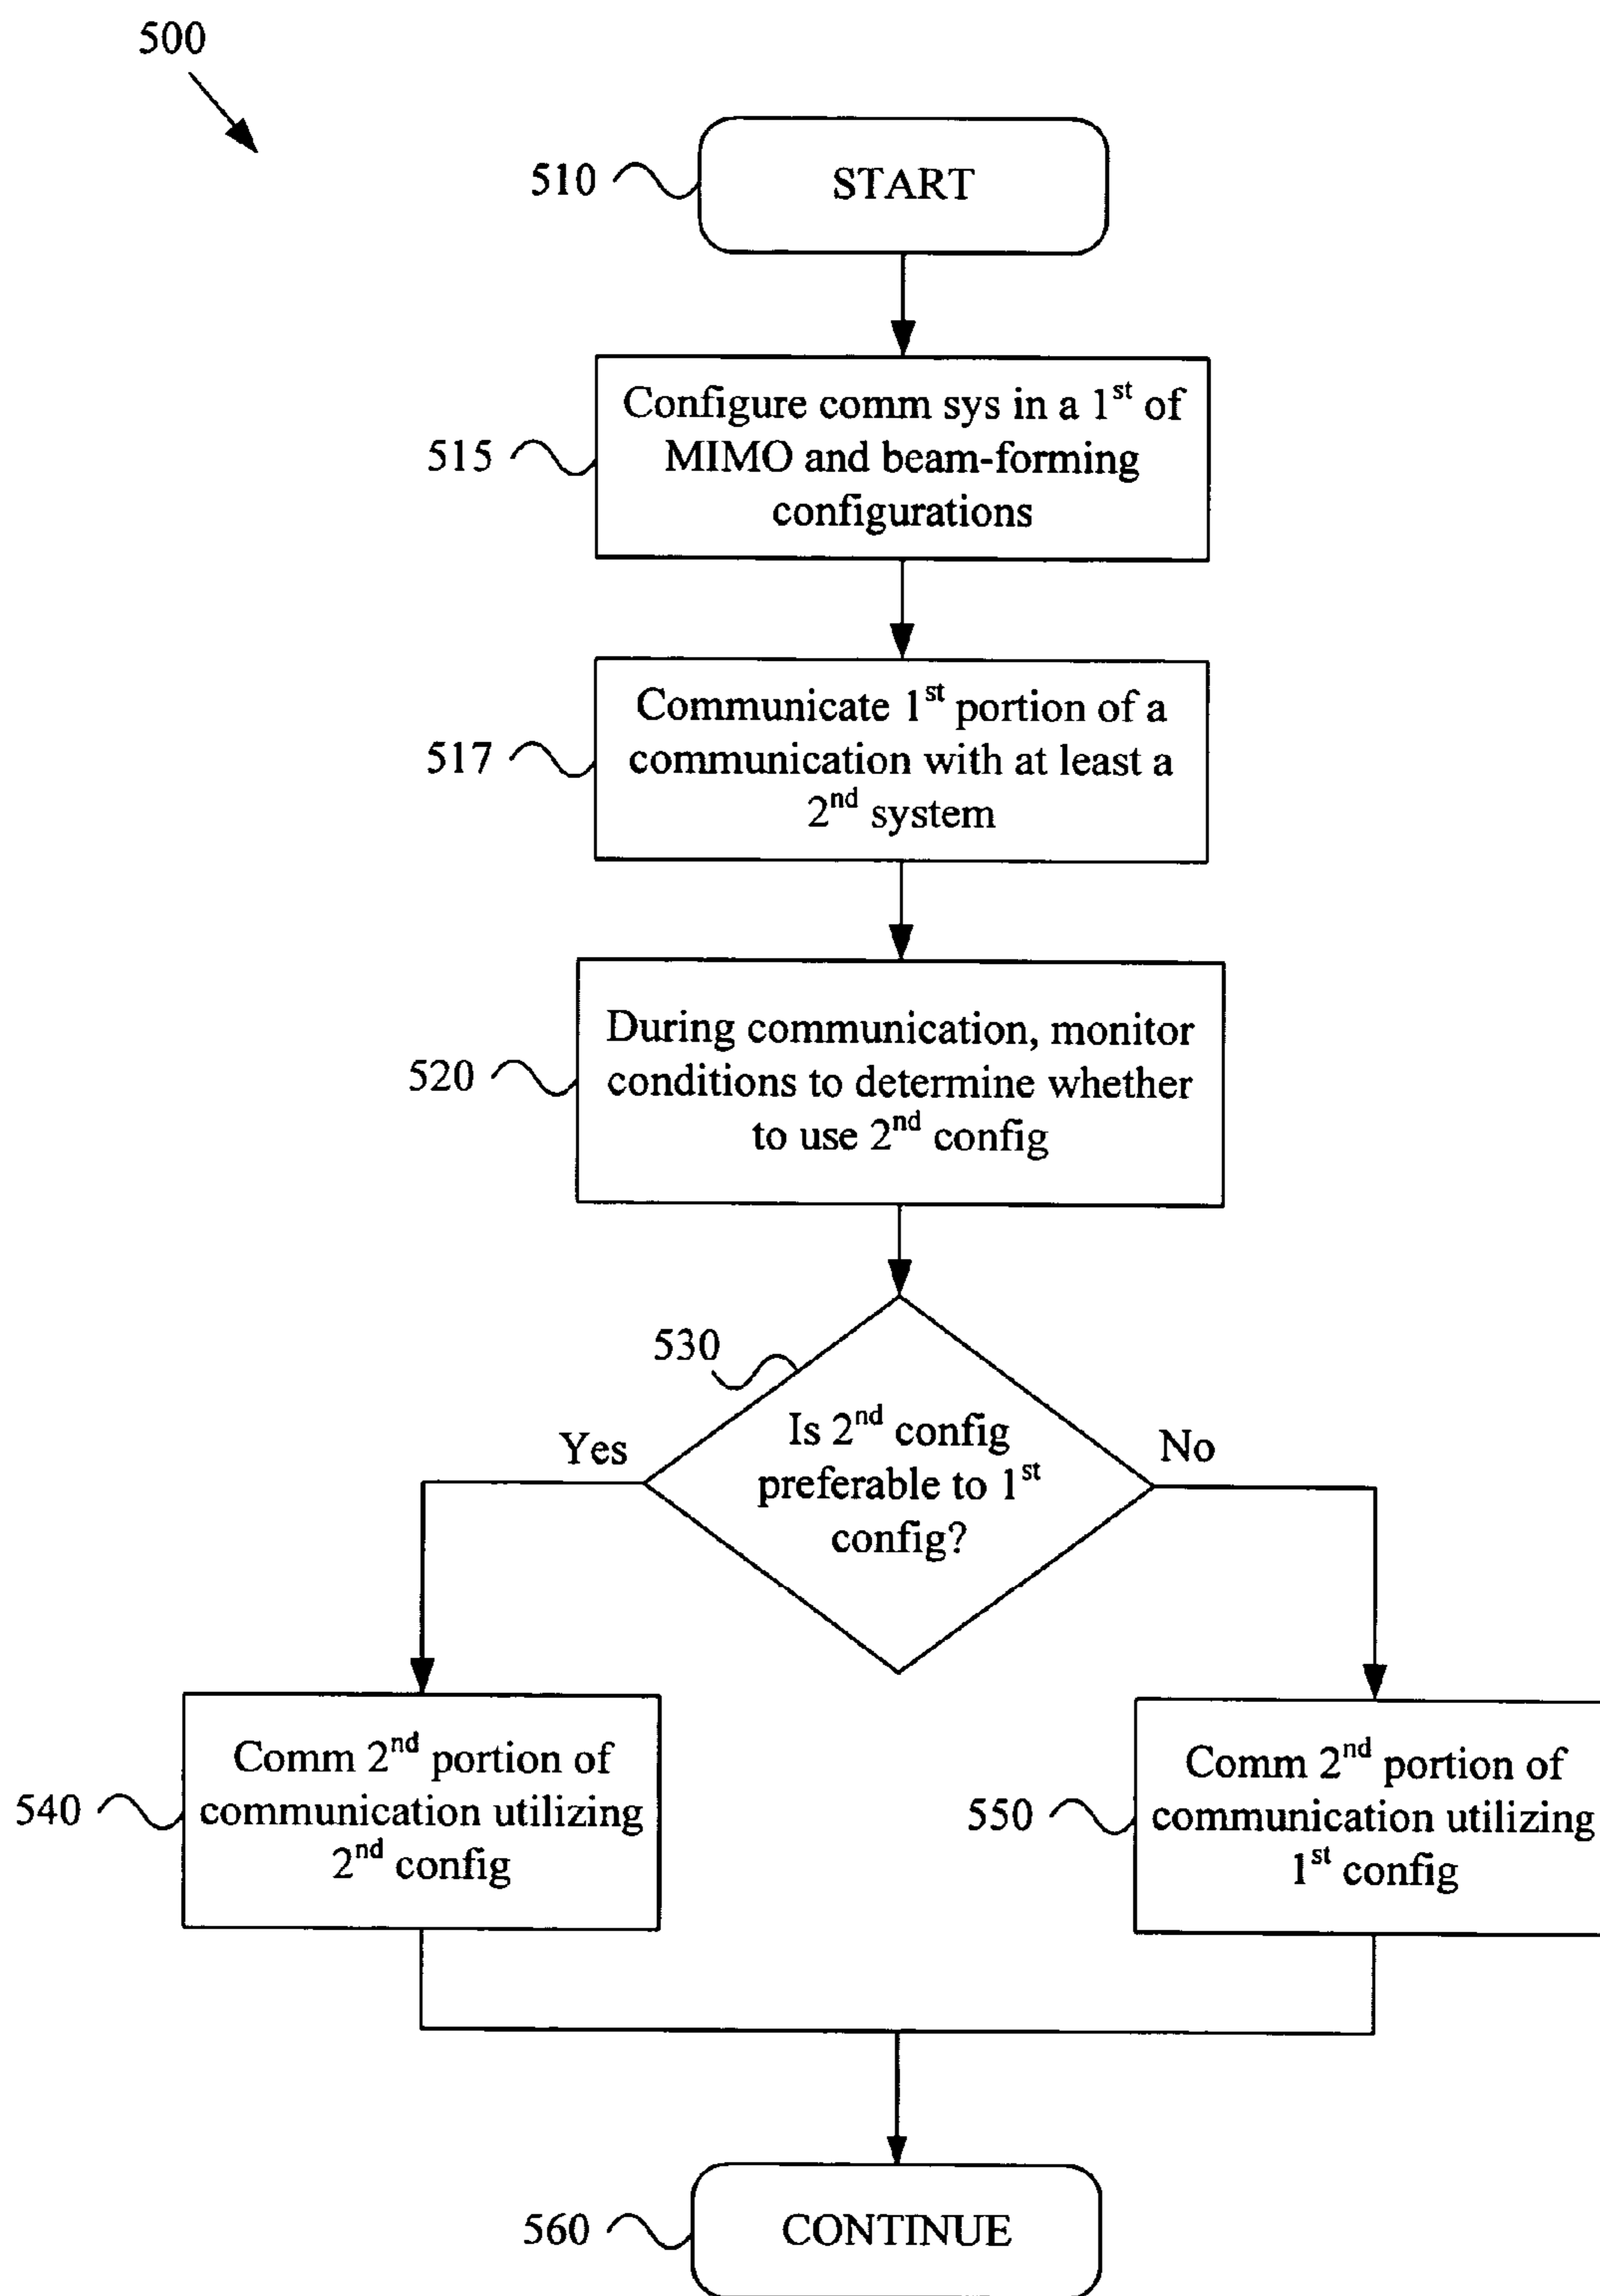 500
510
START
515
Configure comm sys in a 1st of
MIMO and beam-forming
configurations
517
Communicate 1st portion of a
communication with at least a
2nd system
520
During communication, monitor
conditions to determine whether
to use 2nd config
530
Is 2nd config
preferable to 1st
config?
Yes
No
540
Comm 2nd portion of
communication utilizing
2nd config
550
Comm 2nd portion of
communication utilizing
1st config
560
CONTINUE